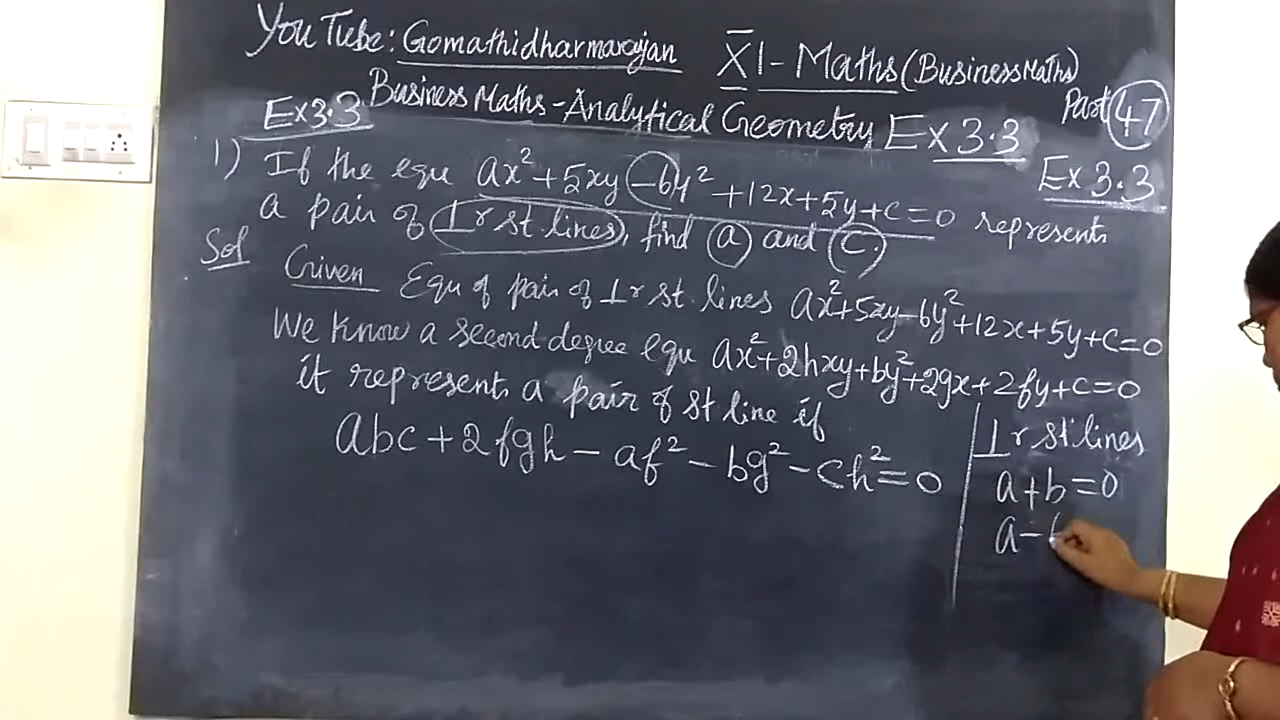 YouTube: Gomathidharmarajan XI - Maths (Business Maths)
Business Maths - Analytical Geometry Ex 3.3 Part 47
Ex 3.3
Ex 3.3
1) If the equ ax²+5xy-6y²+12x+5y+c=0 represents
a pair of ⊥r st. lines, find a and c.
Sol
Given Equ of pair of ⊥r st. lines ax²+5xy-6y²+12x+5y+c=0
We know a second degree equ ax²+2hxy+by²+2gx+2fy+c=0
it represents a pair of st line if
abc + 2fgh - af² - bg² - ch² = 0
⊥r st. lines
a+b=0
a-6